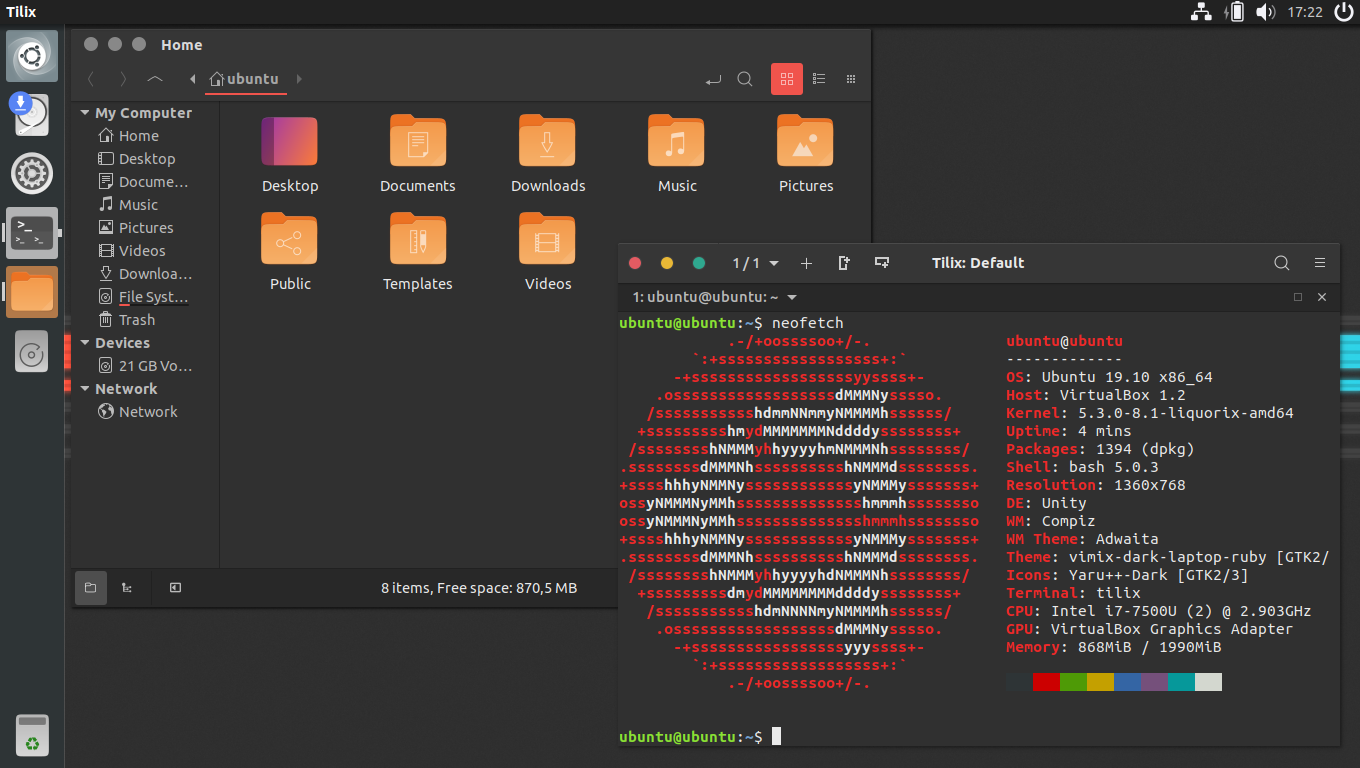 Tilix
17:22
Home
ubuntu
My Computer
Home
Desktop
Docume...
Music
Pictures
Videos
Downloa...
File Syst...
Trash
Devices
21 GB Vo...
Network
Network
Desktop
Documents
Downloads
Music
Pictures
Public
Templates
Videos
8 items, Free space: 870,5 MB
1 / 1
Tilix: Default
1: ubuntu@ubuntu: ~
ubuntu@ubuntu:~$ neofetch
.-/+oossssoo+/-.
`:+ssssssssssssssssss+:`
-+ssssssssssssssssssyyssss+-
.ossssssssssssssssssdMMMNysssso.
/ssssssssssshdmmNNmmyNMMMMhssssss/
+ssssssssshmydMMMMMMMNddddyssssssss+
/sssssssshNMMMyhhyyyyhmNMMMNhssssssss/
.ssssssssdMMMNhsssssssssshNMMMdssssssss.
+sssshhhyNMMNyssssssssssssyNMMMysssssss+
ossyNMMMNyMMhsssssssssssssshmmmhssssssso
ossyNMMMNyMMhsssssssssssssshmmmhssssssso
+sssshhhyNMMNyssssssssssssyNMMMysssssss+
.ssssssssdMMMNhsssssssssshNMMMdssssssss.
/sssssssshNMMMyhhyyyyhdNMMMNhssssssss/
+sssssssssdmydMMMMMMMMddddyssssssss+
/ssssssssssshdmNNNNmyNMMMMhssssss/
.ossssssssssssssssssdMMMNysssso.
-+sssssssssssssssssyyyssss+-
`:+ssssssssssssssssss+:`
.-/+oossssoo+/-.
ubuntu@ubuntu
-------------
OS: Ubuntu 19.10 x86_64
Host: VirtualBox 1.2
Kernel: 5.3.0-8.1-liquorix-amd64
Uptime: 4 mins
Packages: 1394 (dpkg)
Shell: bash 5.0.3
Resolution: 1360x768
DE: Unity
WM: Compiz
WM Theme: Adwaita
Theme: vimix-dark-laptop-ruby [GTK2/
Icons: Yaru++-Dark [GTK2/3]
Terminal: tilix
CPU: Intel i7-7500U (2) @ 2.903GHz
GPU: VirtualBox Graphics Adapter
Memory: 868MiB / 1990MiB
ubuntu@ubuntu:~$